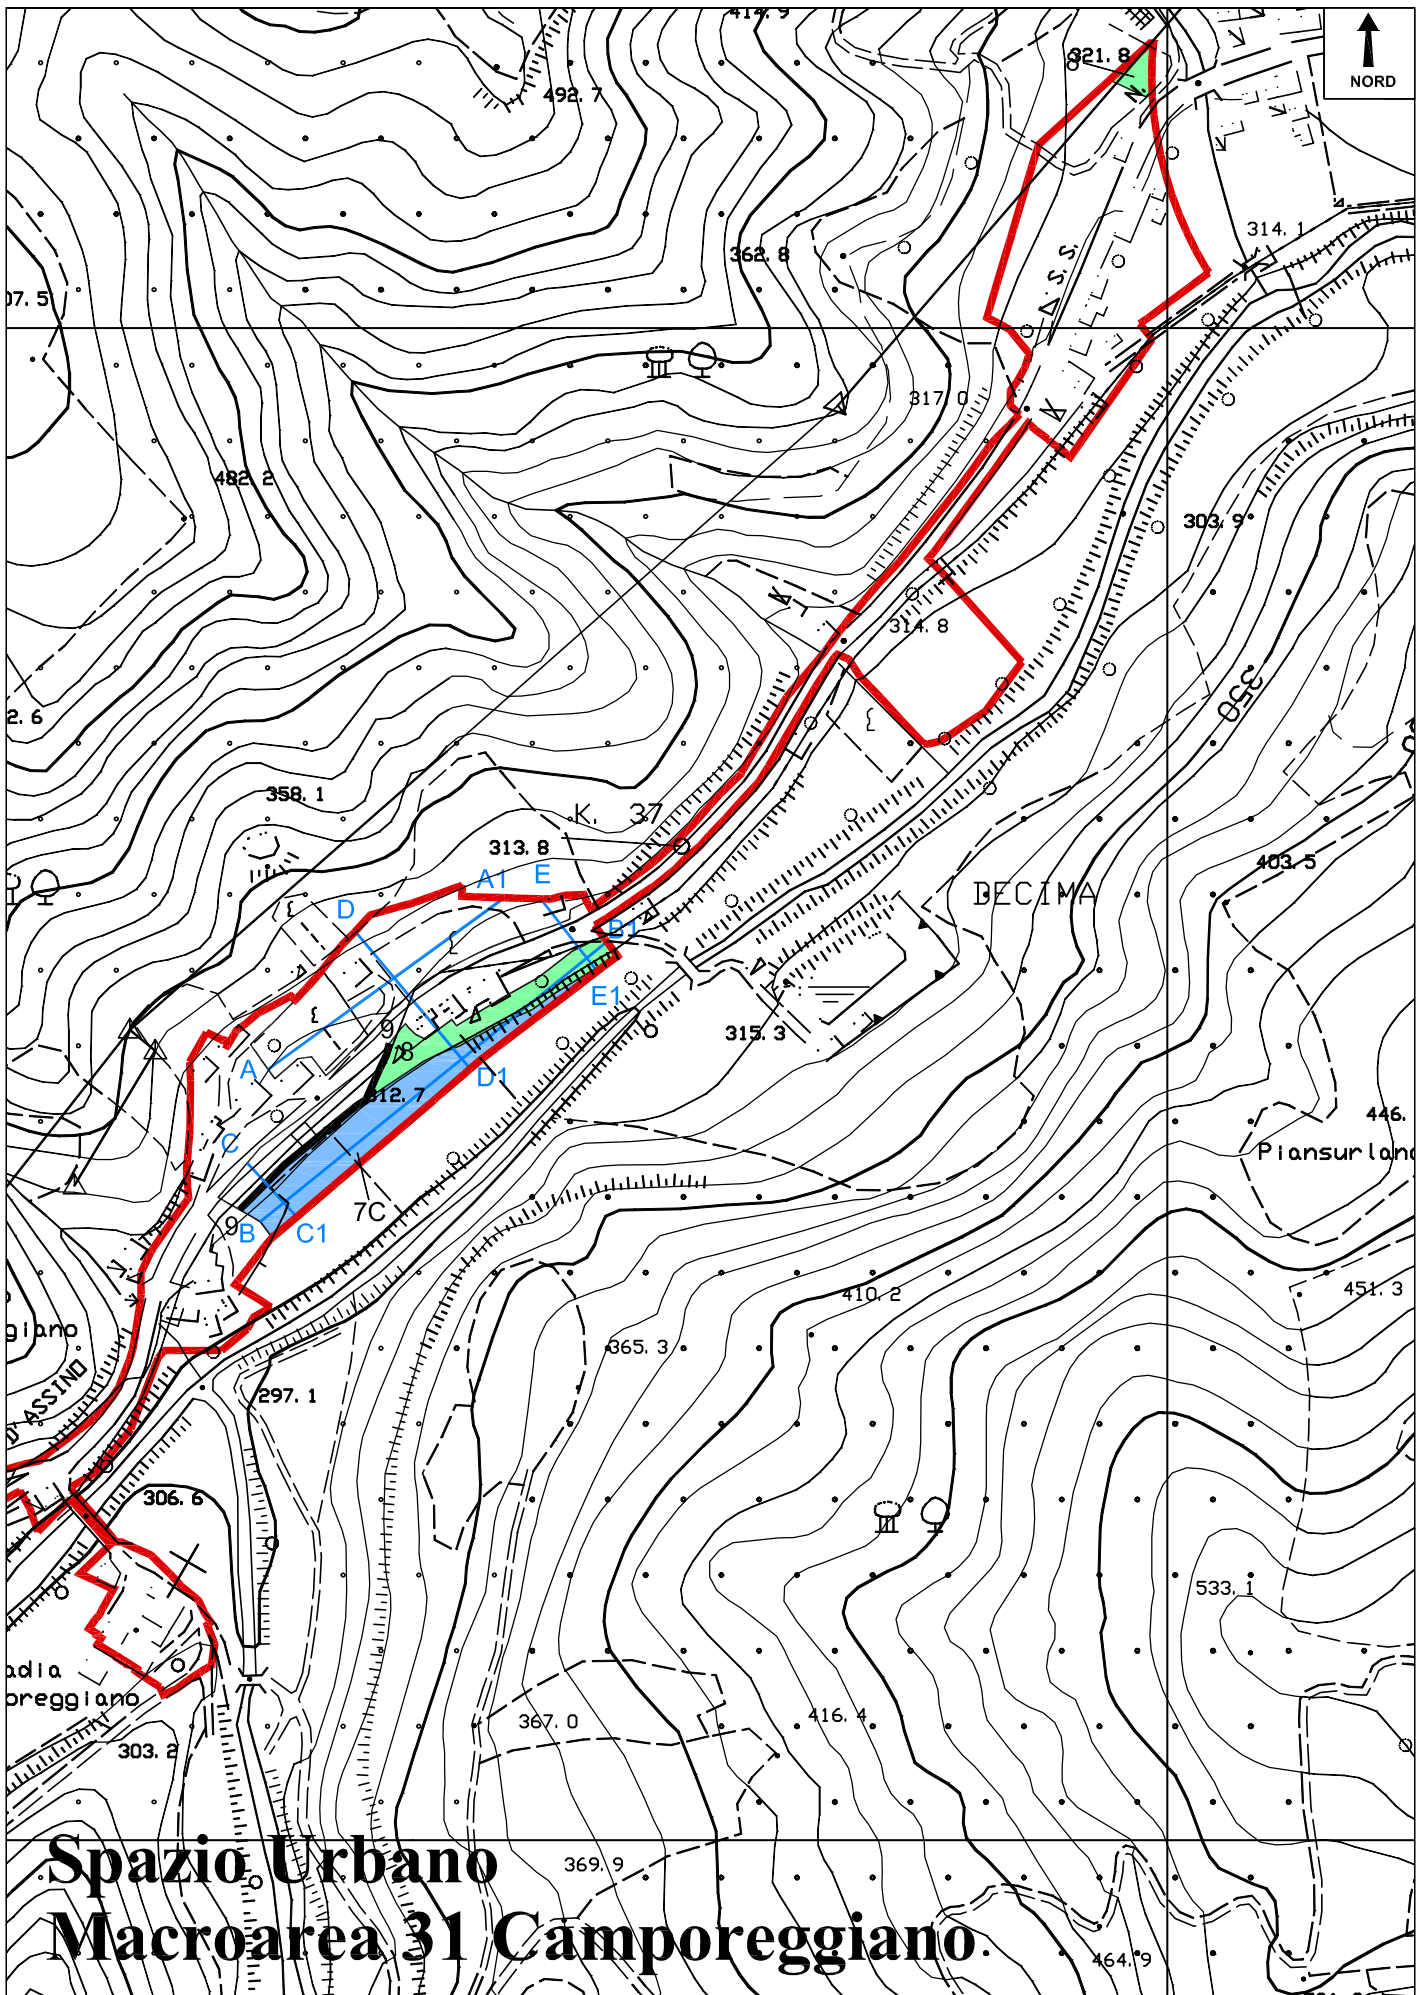 414. 9
321. 8
8
NORD
492. 7
314. 1
362. 8
S.S.
07. 5
317. 0
482. 2
303. 9
314. 8
350
2. 6
358. 1
K. 37
313. 8
403. 5
A1
E
DECIMA
D
B1
E1
9
8
315. 3
A
D1
312. 7
446.
C
Piansurlano
7C
9
B
C1
451. 3
410. 2
giano
365. 3
D'ASSINO
297. 1
306. 6
533. 1
adia
oreggiano
367. 0
416. 4
303. 2
Spazio Urbano
369. 9
Macroarea 31 Camporeggiano
464. 9